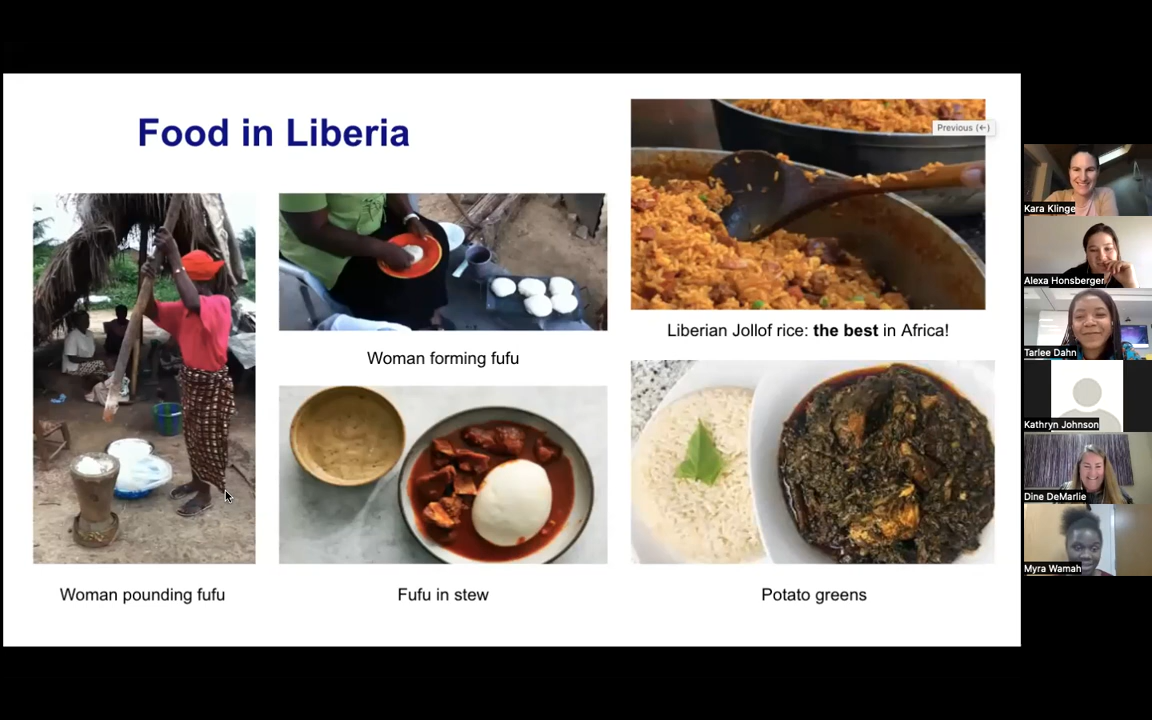 Food in Liberia
Previous (←)
Woman forming fufu
Liberian Jollof rice: the best in Africa!
Woman pounding fufu
Fufu in stew
Potato greens
Kara Klinge
Alexa Honsberger
Tarlee Dahn
Kathryn Johnson
Dine DeMarlie
Myra Wamah